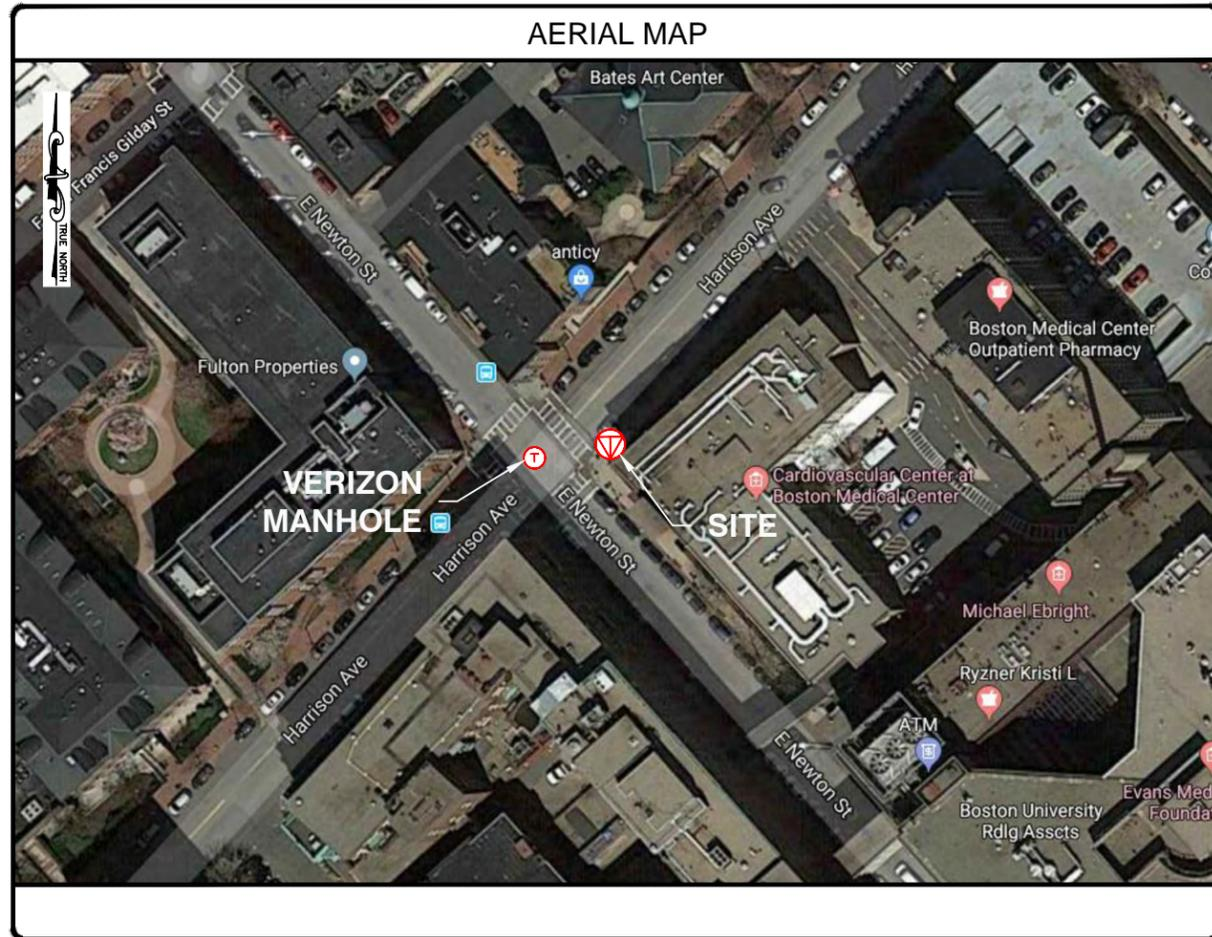 AERIAL MAP
Bates Art Center
Francis Gilday St
TRUE NORTH
E Newton St
Harrison Ave
anticy
Boston Medical Center
Outpatient Pharmacy
Fulton Properties
T
VERIZON
MANHOLE
SITE
Cardiovascular Center at
Boston Medical Center
Harrison Ave
E Newton St
Michael Ebright
Ryzner Kristi L
Harrison Ave
ATM
E Newton St
Boston University
Rdlg Asscts
Evans Med
Founda